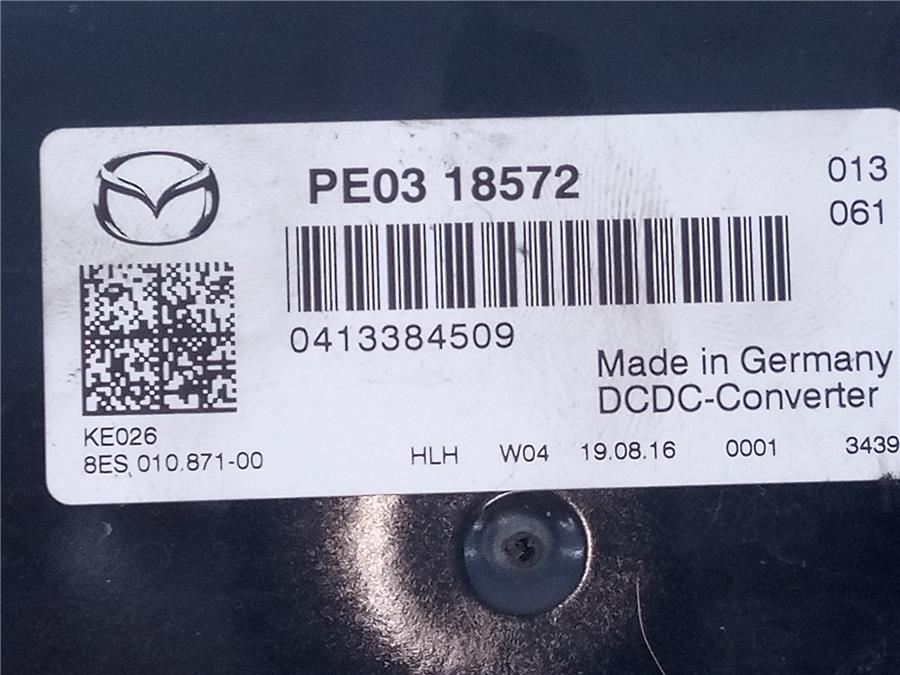 PE03 18572
013
061
0413384509
Made in Germany
DCDC-Converter
KE026
8ES 010.871-00
HLH W04 19.08.16 0001 3439